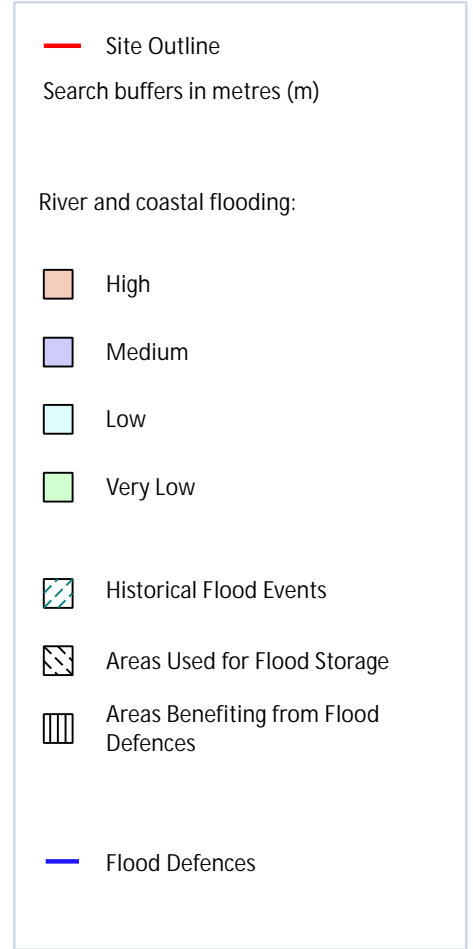 Site Outline
Search buffers in metres (m)
River and coastal flooding:
High
Medium
Low
Very Low
Historical Flood Events
Areas Used for Flood Storage
Areas Benefiting from Flood
Defences
Flood Defences